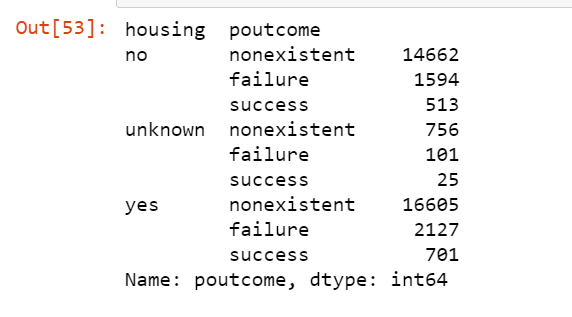 Out[53]: housing  poutcome
no       nonexistent    14662
         failure         1594
         success          513
unknown  nonexistent      756
         failure          101
         success           25
yes      nonexistent    16605
         failure         2127
         success          701
Name: poutcome, dtype: int64